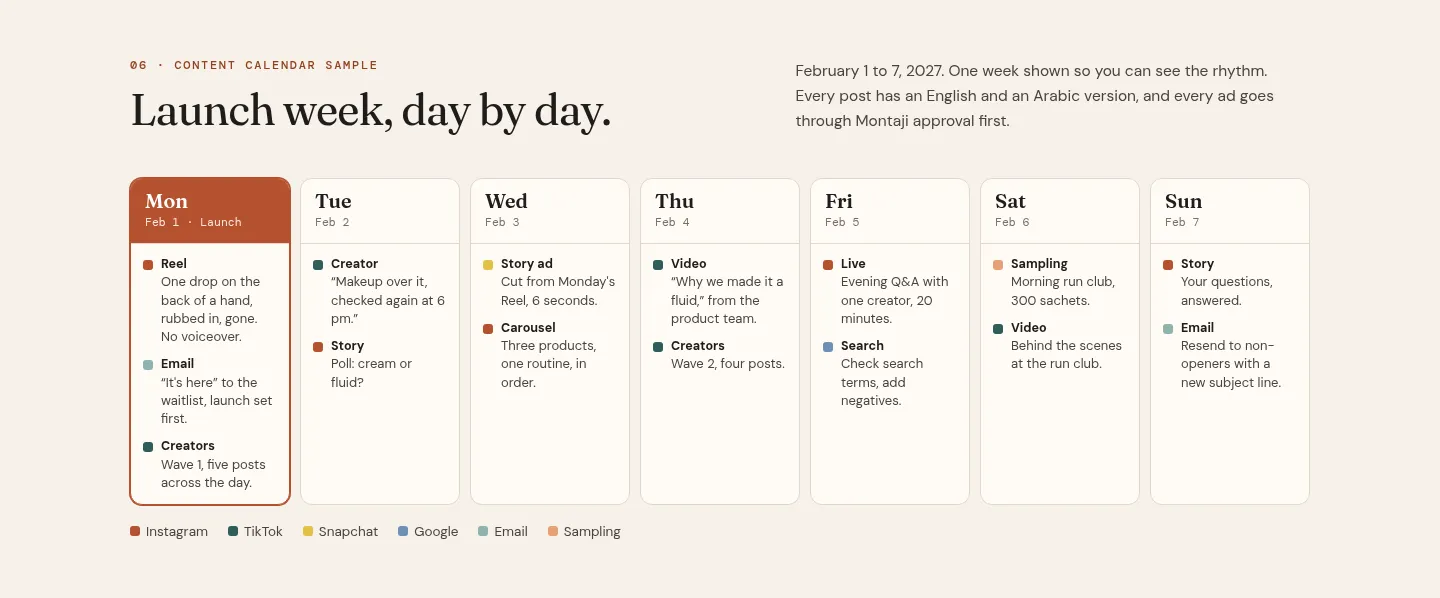 06 · CONTENT CALENDAR SAMPLE
Launch week, day by day.
February 1 to 7, 2027. One week shown so you can see the rhythm.
Every post has an English and an Arabic version, and every ad goes
through Montaji approval first.
Mon
Feb 1 · Launch
Reel
One drop on the
back of a hand,
rubbed in, gone.
No voiceover.
Email
“It's here” to the
waitlist, launch set
first.
Creators
Wave 1, five posts
across the day.
Tue
Feb 2
Creator
“Makeup over it,
checked again at 6
pm.”
Story
Poll: cream or
fluid?
Wed
Feb 3
Story ad
Cut from Monday's
Reel, 6 seconds.
Carousel
Three products,
one routine, in
order.
Thu
Feb 4
Video
“Why we made it a
fluid,” from the
product team.
Creators
Wave 2, four posts.
Fri
Feb 5
Live
Evening Q&A with
one creator, 20
minutes.
Search
Check search
terms, add
negatives.
Sat
Feb 6
Sampling
Morning run club,
300 sachets.
Video
Behind the scenes
at the run club.
Sun
Feb 7
Story
Your questions,
answered.
Email
Resend to non-
openers with a
new subject line.
Instagram
TikTok
Snapchat
Google
Email
Sampling